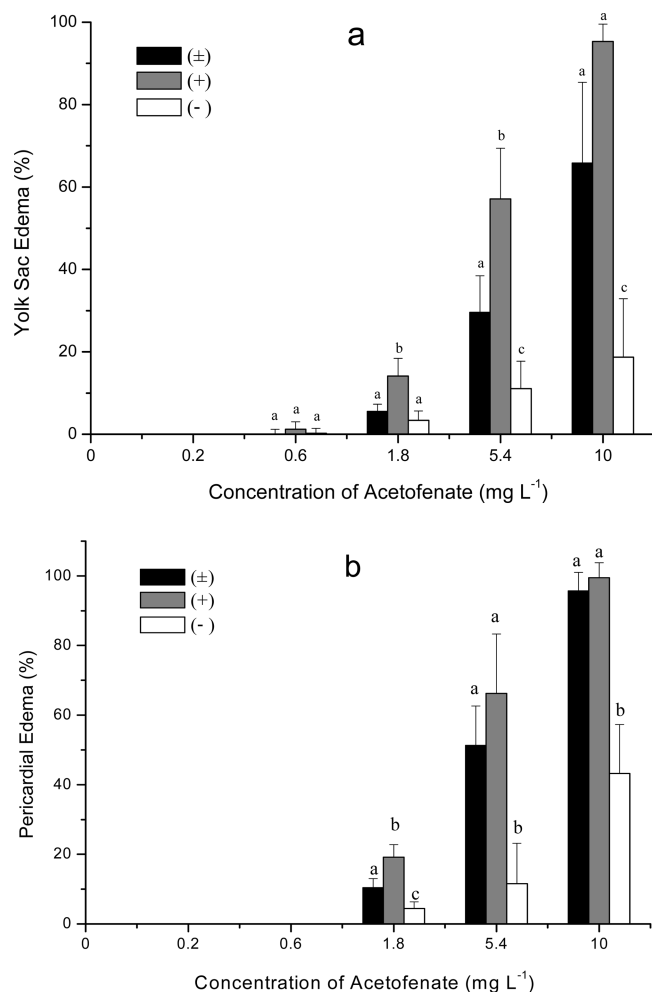 a
(±)
(+)
(-)
100
80
60
40
20
0
Yolk Sac Edema (%)
a a a
a b a
a b c
a a c
0 0.2 0.6 1.8 5.4 10
Concentration of Acetofenate (mg L-1)
b
(±)
(+)
(-)
100
80
60
40
20
0
Pericardial Edema (%)
a b c
a a b
a a b
0 0.2 0.6 1.8 5.4 10
Concentration of Acetofenate (mg L-1)